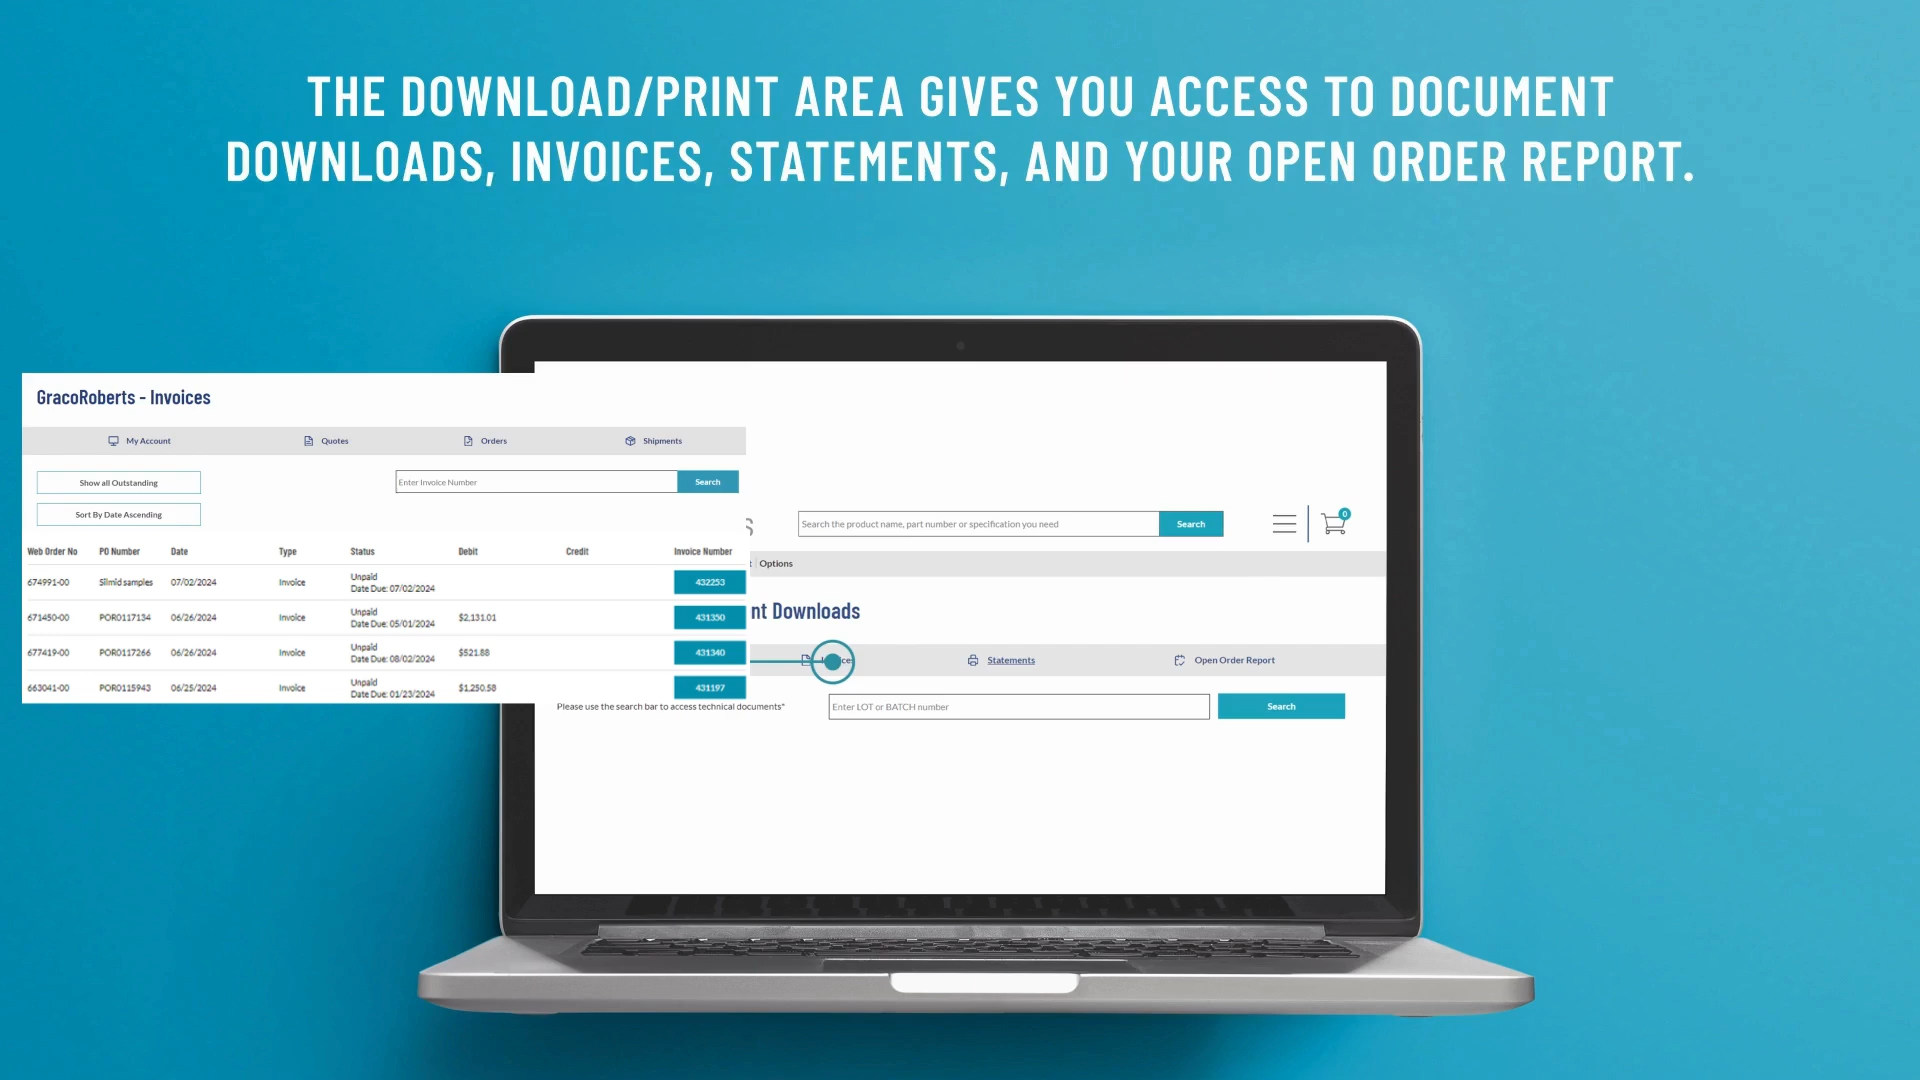 THE DOWNLOAD/PRINT AREA GIVES YOU ACCESS TO DOCUMENT
DOWNLOADS, INVOICES, STATEMENTS, AND YOUR OPEN ORDER REPORT.
GracoRoberts - Invoices
My Account Quotes Orders Shipments
Show all Outstanding
Enter Invoice Number Search
Sort By Date Ascending
Web Order No PO Number Date Type Status Debit Credit Invoice Number
674991-00 Silmid samples 07/02/2024 Invoice Unpaid Date Due: 07/02/2024 432253
671450-00 POR0117134 06/26/2024 Invoice Unpaid Date Due: 05/01/2024 $2,131.01 431350
677419-00 POR0117266 06/26/2024 Invoice Unpaid Date Due: 08/02/2024 $521.88 431340
663041-00 POR0115943 06/25/2024 Invoice Unpaid Date Due: 01/23/2024 $1,250.58 431197
Search the product name, part number or specification you need Search 0
Options
nt Downloads
Statements Open Order Report
Please use the search bar to access technical documents* Enter LOT or BATCH number Search